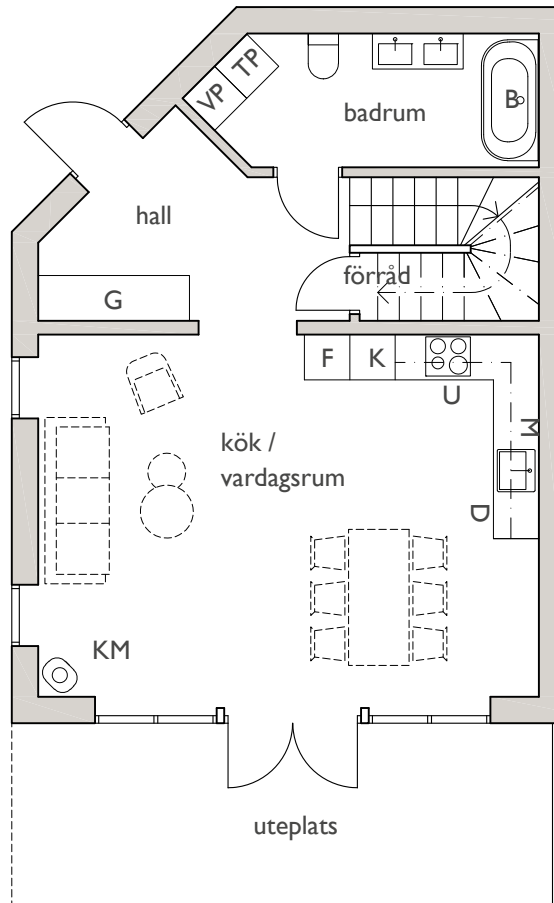 TP
VP
B
badrum
hall
förråd
G
F
K
U
M
kök /
vardagsrum
D
KM
uteplats